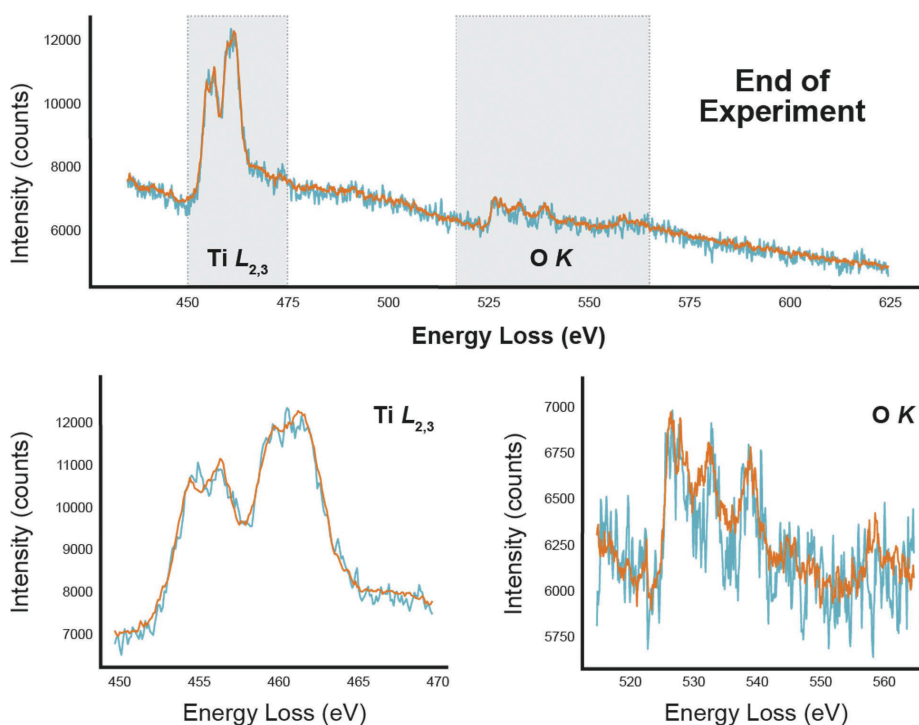 12000
10000
8000
6000
Intensity (counts)
End of
Experiment
Ti L2,3
O K
450
475
500
525
550
575
600
625
Energy Loss (eV)
Ti L2,3
12000
11000
10000
9000
8000
7000
Intensity (counts)
450
455
460
465
470
Energy Loss (eV)
O K
7000
6750
6500
6250
6000
5750
Intensity (counts)
520
530
540
550
560
Energy Loss (eV)